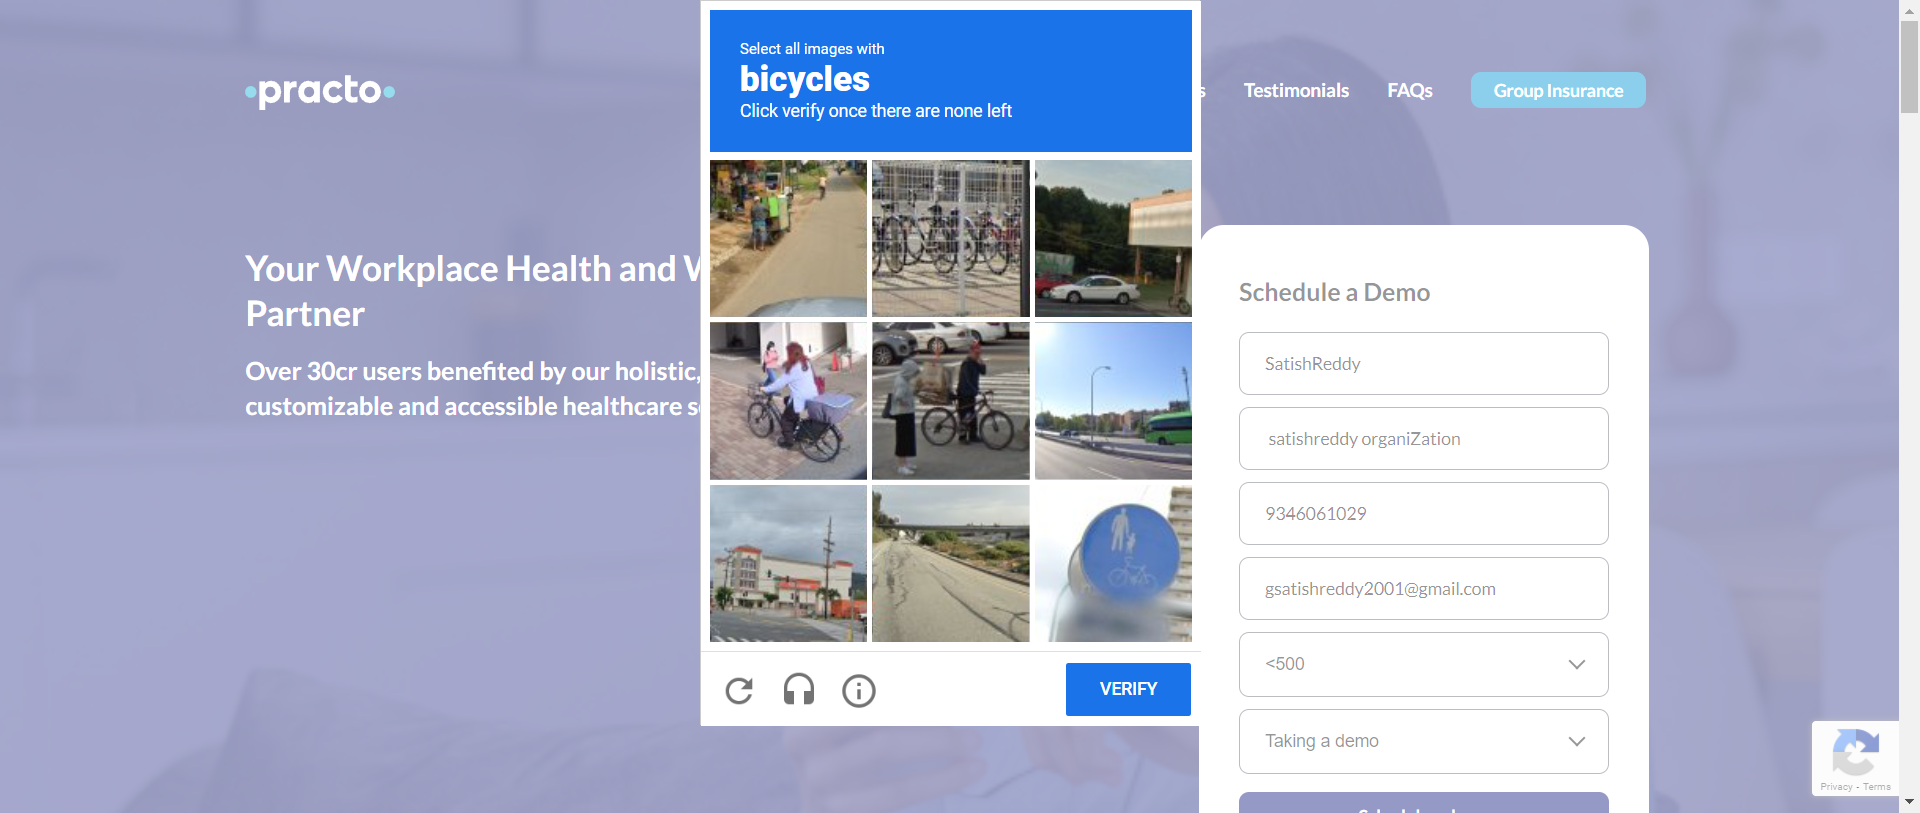 practo
s
Testimonials
FAQs
Group Insurance
Select all images with
bicycles
Click verify once there are none left
Your Workplace Health and W
Partner
Over 30cr users benefited by our holistic,
customizable and accessible healthcare s
VERIFY
Schedule a Demo
SatishReddy
satishreddy organiZation
9346061029
gsatishreddy2001@gmail.com
<500
Taking a demo
Privacy - Terms